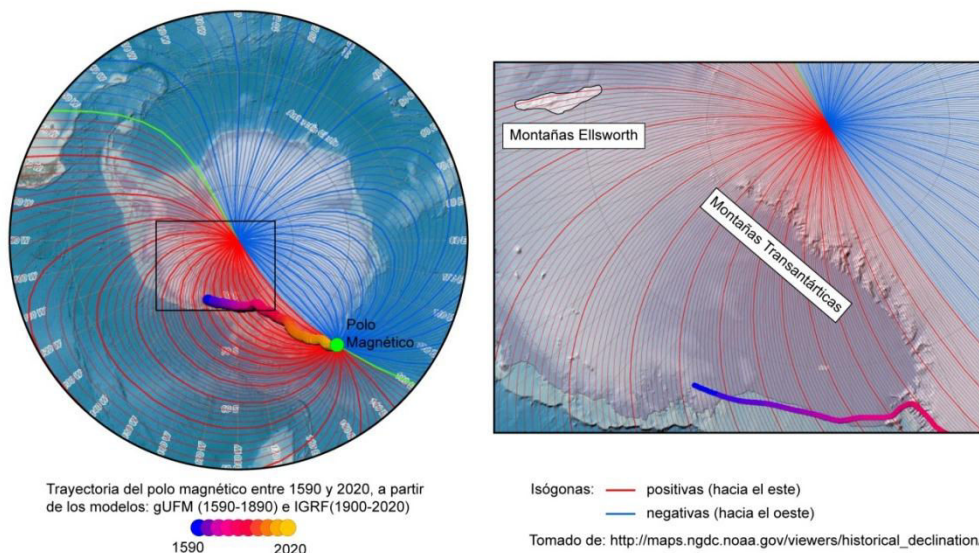 Polo
Magnético
Trayectoria del polo magnético entre 1590 y 2020, a partir
de los modelos: gUFM (1590-1890) e IGRF(1900-2020)
1590
2020
Montañas Ellsworth
Montañas Transantárticas
Isógonas:
positivas (hacia el este)
negativas (hacia el oeste)
Tomado de: http://maps.ngdc.noaa.gov/viewers/historical_declination